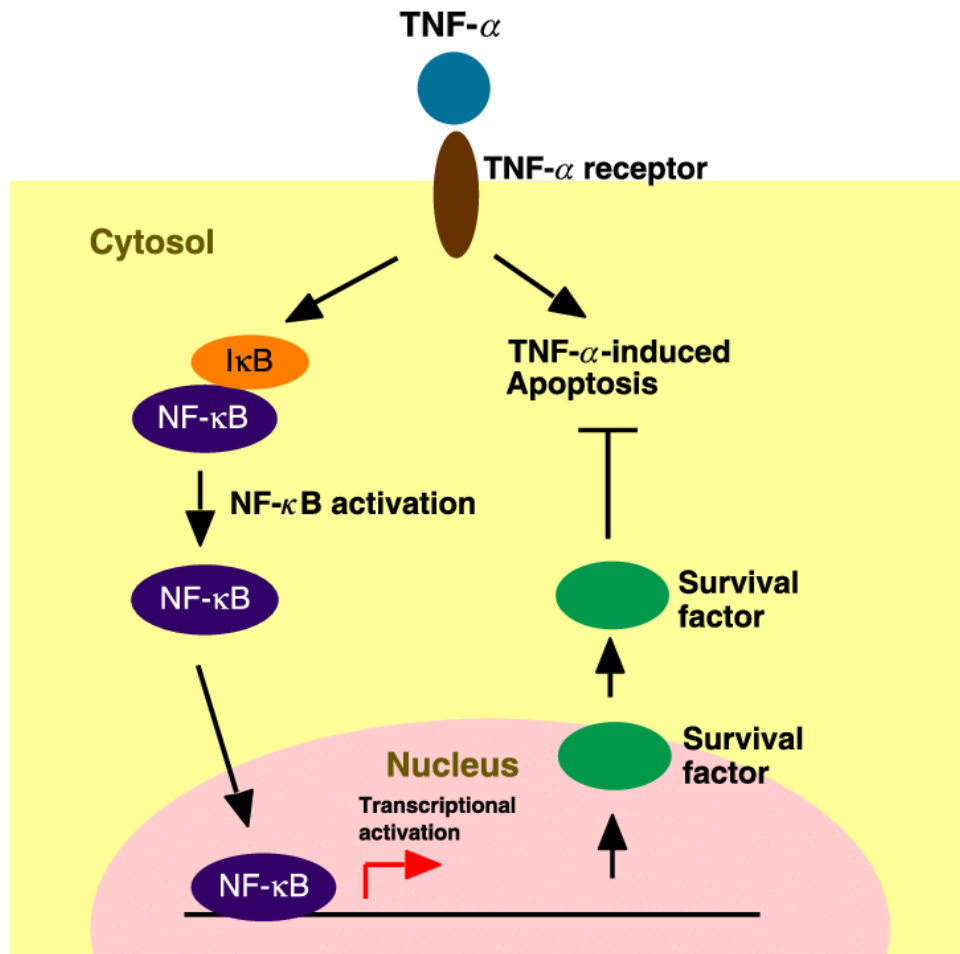 TNF-α
TNF-α receptor
Cytosol
IκB
NF-κB
TNF-α-induced
Apoptosis
NF-κB activation
NF-κB
Survival
factor
Nucleus
Survival
factor
Transcriptional
activation
NF-κB